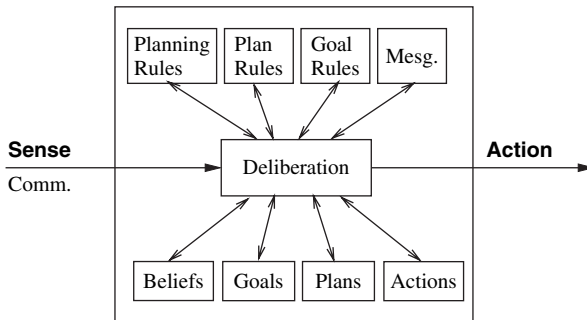 Planning
Rules
Plan
Rules
Goal
Rules
Mesg.
Sense
Comm.
Deliberation
Action
Beliefs
Goals
Plans
Actions